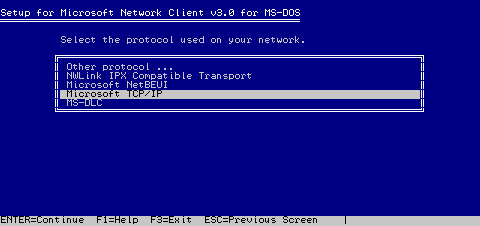 Setup for Microsoft Network Client v3.0 for MS-DOS
Select the protocol used on your network.
Other protocol ...
NWLink IPX Compatible Transport
Microsoft NetBEUI
Microsoft TCP/IP
MS-DLC
ENTER=Continue  F1=Help  F3=Exit  ESC=Previous Screen